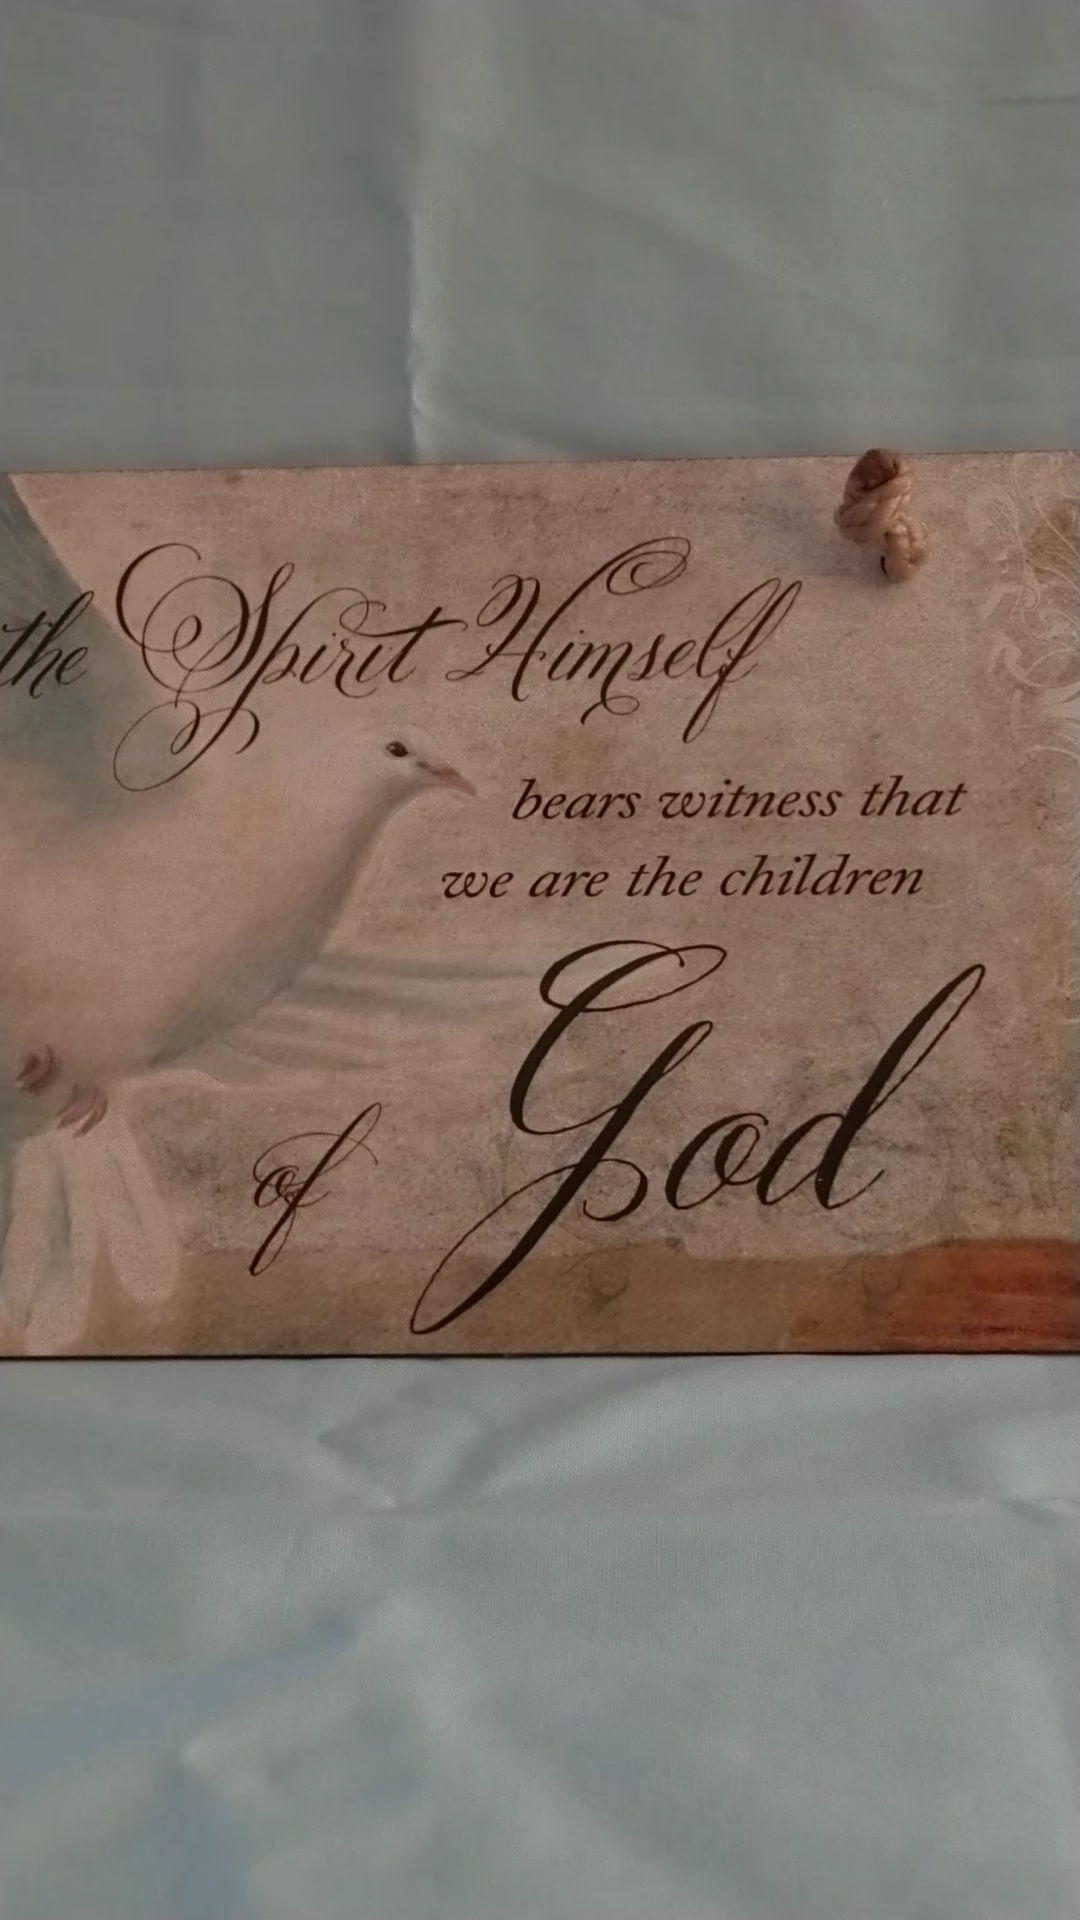 the Spirit Himself
bears witness that
we are the children
of God